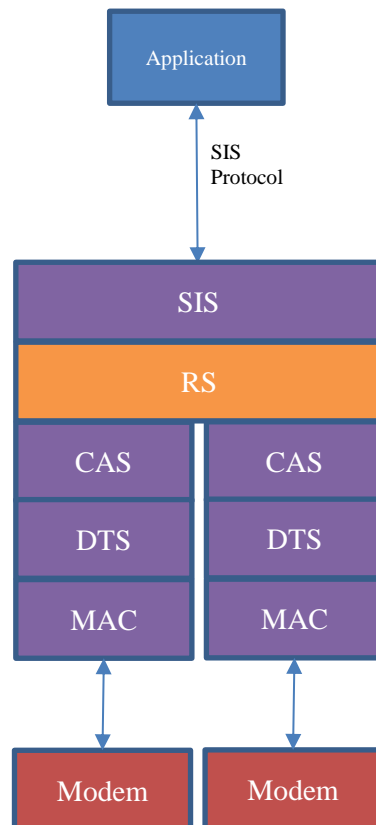 Application
SIS
Protocol
SIS
RS
CAS CAS
DTS DTS
MAC MAC
Modem Modem